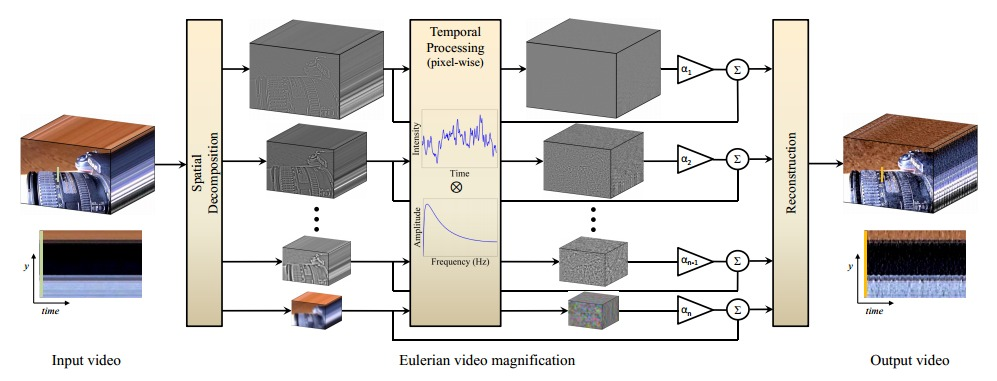 Spatial
Decomposition
Temporal
Processing
(pixel-wise)
Intensity
Time
⊗
Amplitude
Frequency (Hz)
α1
Σ
α2
Σ
αn-1
Σ
αn
Σ
Reconstruction
y
time
y
time
Input video
Eulerian video magnification
Output video